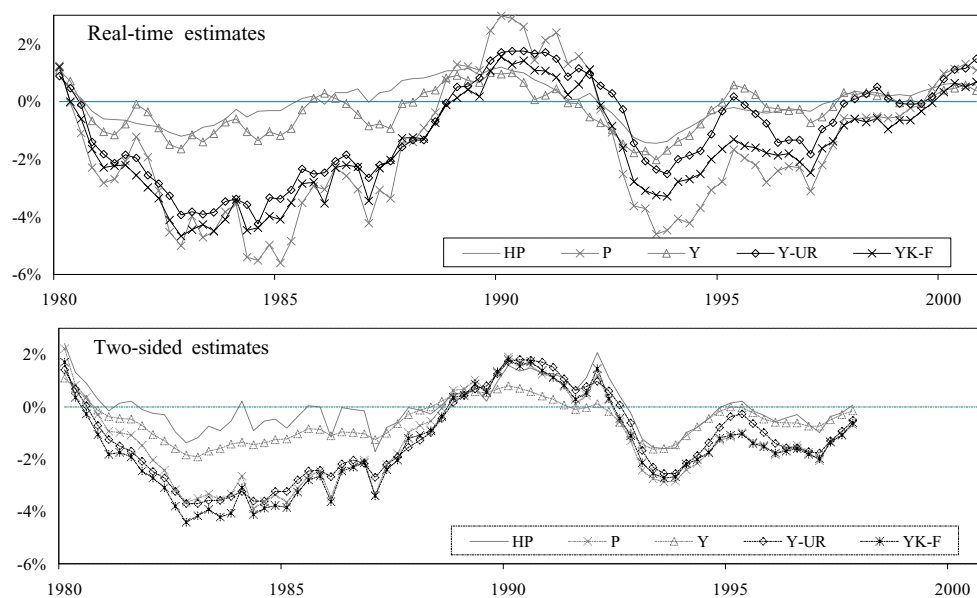 2%
Real-time estimates
0%
-2%
-4%
-6%
HP P Y Y-UR YK-F
1980 1985 1990 1995 2000
2%
Two-sided estimates
0%
-2%
-4%
-6%
HP P Y Y-UR YK-F
1980 1985 1990 1995 2000